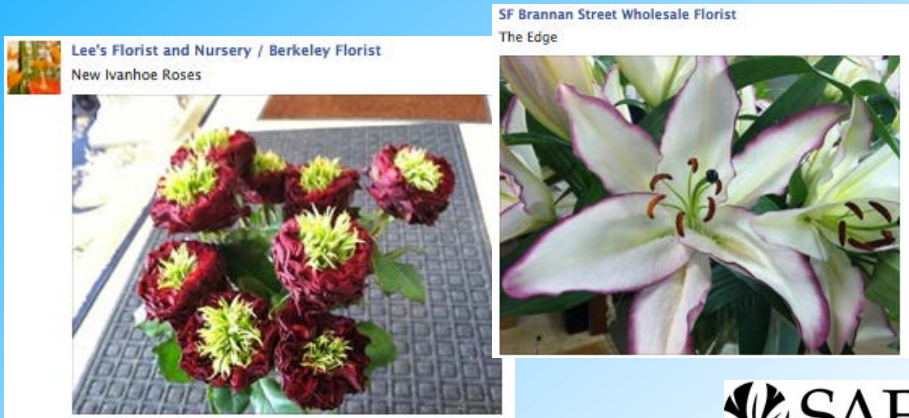 SF Brannan Street Wholesale Florist
The Edge
Lee's Florist and Nursery / Berkeley Florist
New Ivanhoe Roses